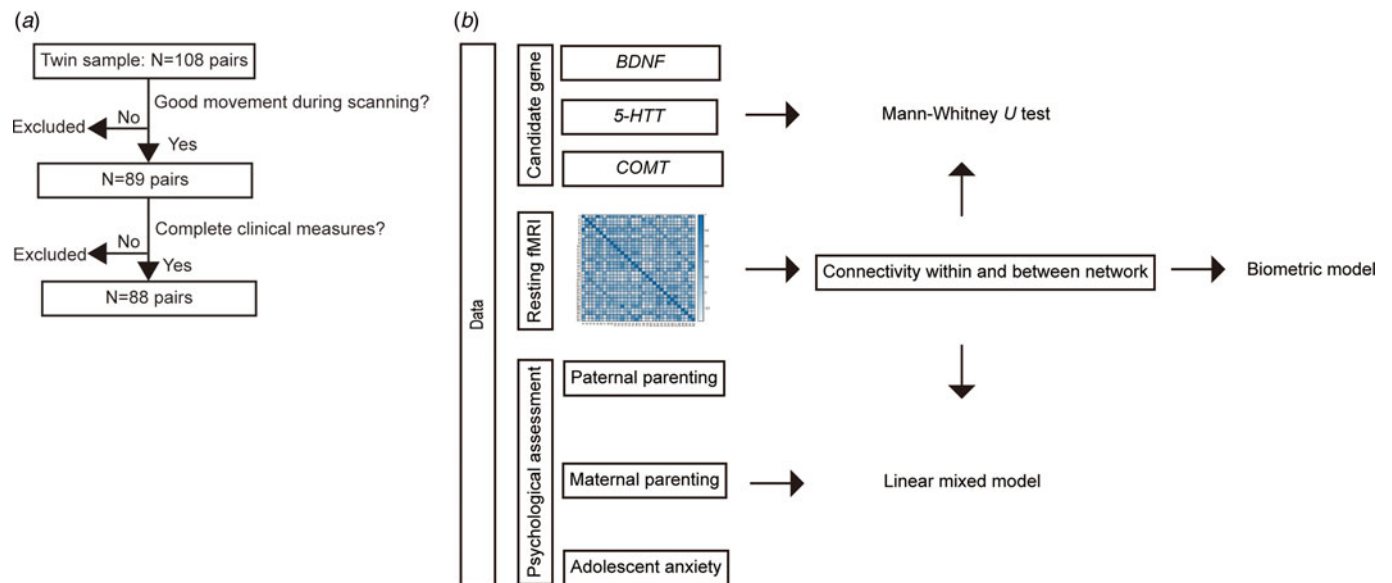 (a)
Twin sample: N=108 pairs
Good movement during scanning?
No
Excluded
Yes
N=89 pairs
Complete clinical measures?
No
Excluded
Yes
N=88 pairs
(b)
Data
Candidate gene
BDNF
5-HTT
COMT
Mann-Whitney U test
Resting fMRI
Connectivity within and between network
Biometric model
Psychological assessment
Paternal parenting
Maternal parenting
Linear mixed model
Adolescent anxiety